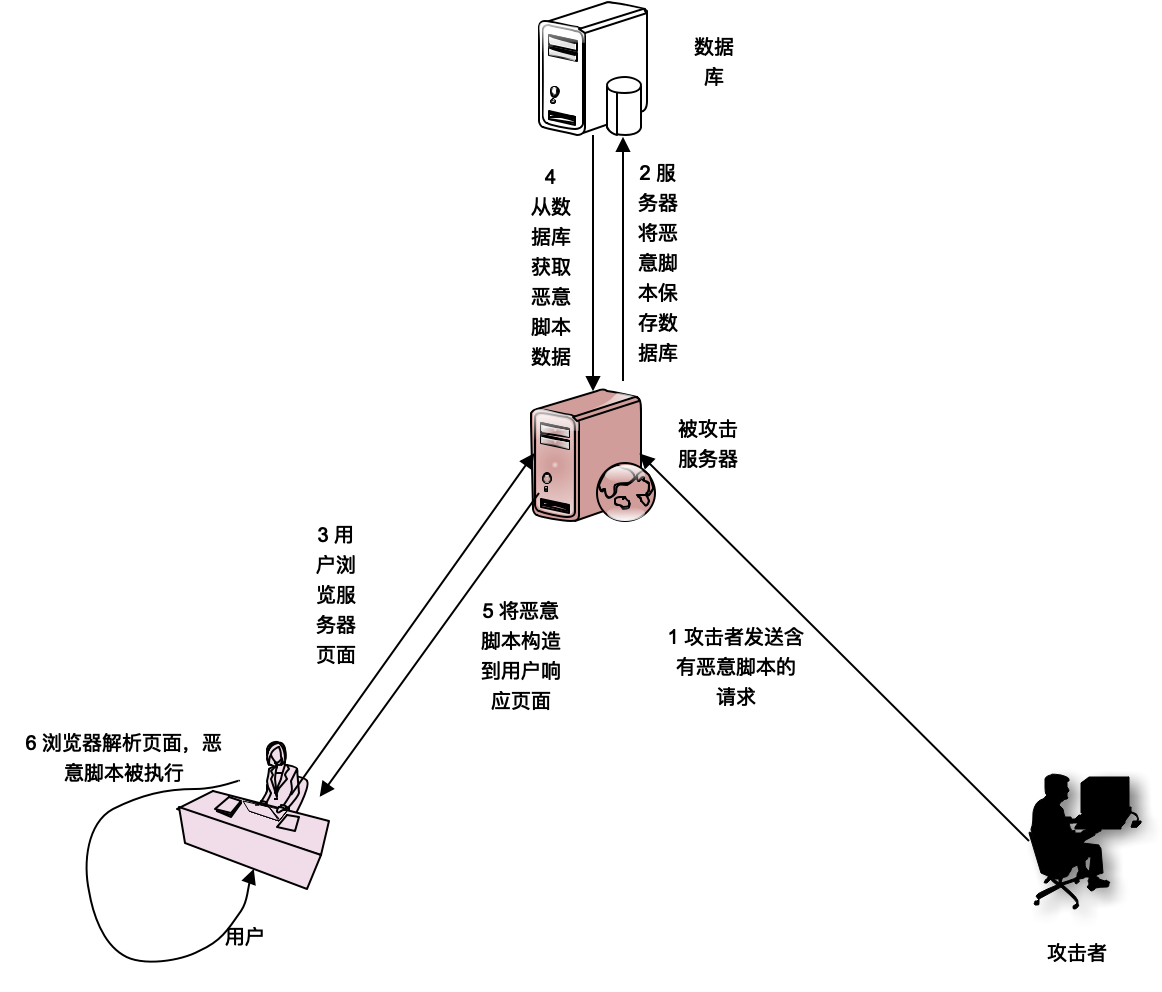 数据
库
4
从数
据库
获取
恶意
脚本
数据
2 服
务器
将恶
意脚
本保
存数
据库
被攻击
服务器
3 用
户浏
览服
务器
页面
5 将恶意
脚本构造
到用户响
应页面
1 攻击者发送含
有恶意脚本的
请求
6 浏览器解析页面，恶
意脚本被执行
用户
攻击者